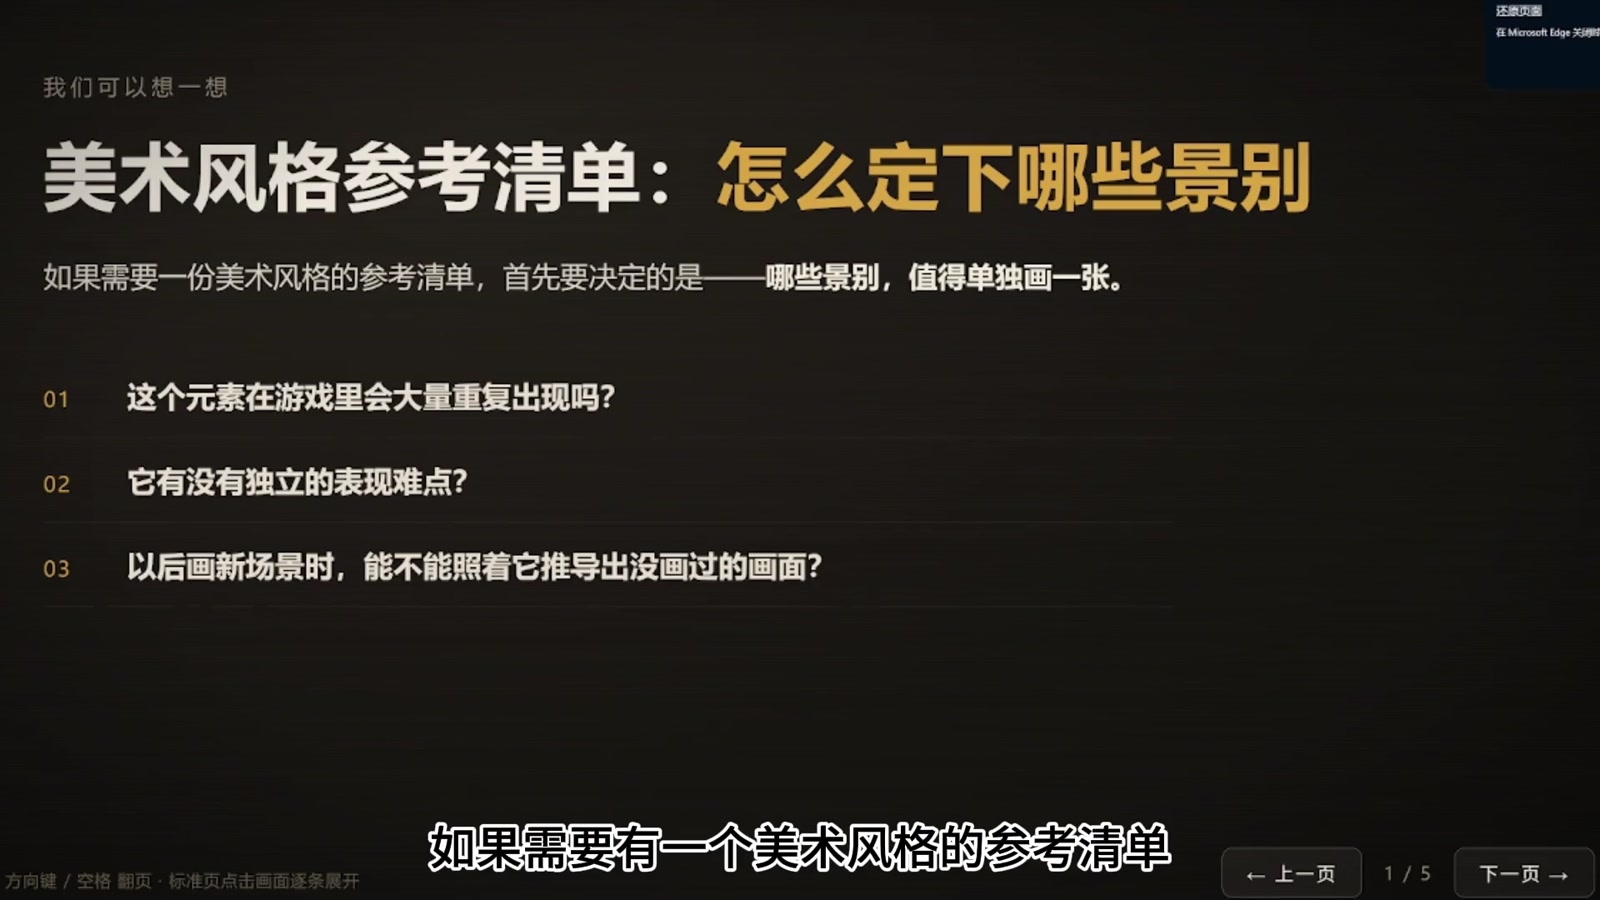 还原页面
在 Microsoft Edge 关闭时
我们可以想一想
美术风格参考清单：怎么定下哪些景别
如果需要一份美术风格的参考清单，首先要决定的是——哪些景别，值得单独画一张。
01 这个元素在游戏里会大量重复出现吗？
02 它有没有独立的表现难点？
03 以后画新场景时，能不能照着它推导出没画过的画面？
如果需要有一个美术风格的参考清单
方向键 / 空格 翻页 · 标准页点击画面逐条展开
← 上一页 1 / 5 下一页 →